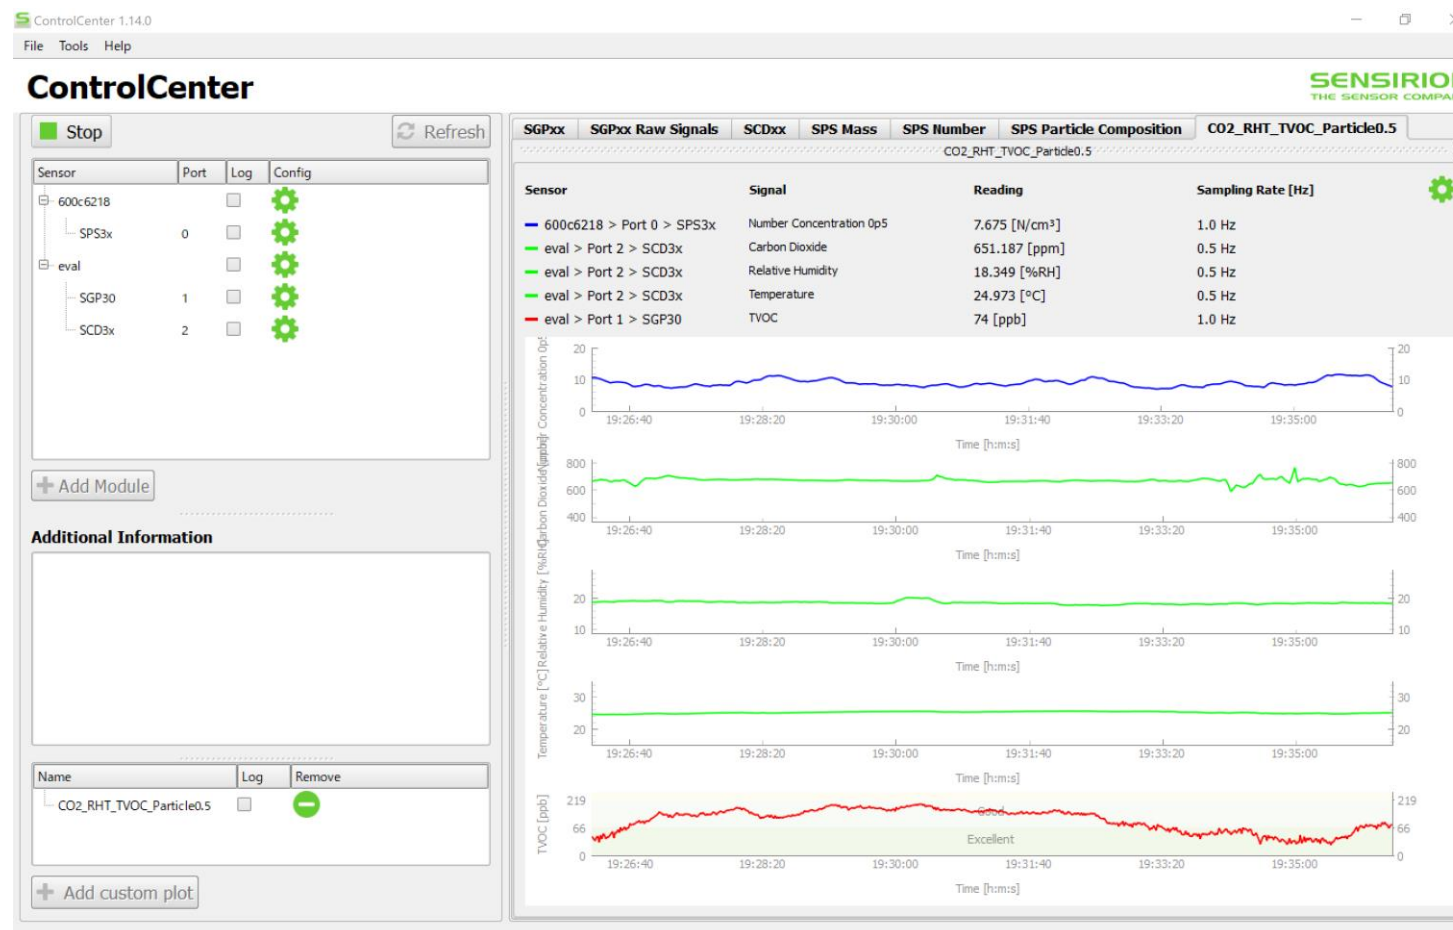 ControlCenter 1.14.0
File Tools Help
ControlCenter
SENSIRION
THE SENSOR COMPANY
Stop Refresh
Sensor Port Log Config
600c6218
SPS3x 0
eval
SGP30 1
SCD3x 2
Add Module
Additional Information
Name Log Remove
CO2_RHT_TVOC_Particle0.5
Add custom plot
SGPxx SGPxx Raw Signals SCDxx SPS Mass SPS Number SPS Particle Composition CO2_RHT_TVOC_Particle0.5
CO2_RHT_TVOC_Particle0.5
Sensor Signal Reading Sampling Rate [Hz]
600c6218 > Port 0 > SPS3x Number Concentration 0p5 7.675 [N/cm³] 1.0 Hz
eval > Port 2 > SCD3x Carbon Dioxide 651.187 [ppm] 0.5 Hz
eval > Port 2 > SCD3x Relative Humidity 18.349 [%RH] 0.5 Hz
eval > Port 2 > SCD3x Temperature 24.973 [°C] 0.5 Hz
eval > Port 1 > SGP30 TVOC 74 [ppb] 1.0 Hz
Concentration 0p5
20 20
10 10
0 0
19:26:40 19:28:20 19:30:00 19:31:40 19:33:20 19:35:00
Time [h:m:s]
Carbon Dioxide
800 800
600 600
400 400
19:26:40 19:28:20 19:30:00 19:31:40 19:33:20 19:35:00
Time [h:m:s]
Relative Humidity [%RH]
20 20
10 10
19:26:40 19:28:20 19:30:00 19:31:40 19:33:20 19:35:00
Time [h:m:s]
Temperature [°C]
30 30
20 20
19:26:40 19:28:20 19:30:00 19:31:40 19:33:20 19:35:00
Time [h:m:s]
TVOC [ppb]
219 219
66 66
0 0
Good
Excellent
19:26:40 19:28:20 19:30:00 19:31:40 19:33:20 19:35:00
Time [h:m:s]